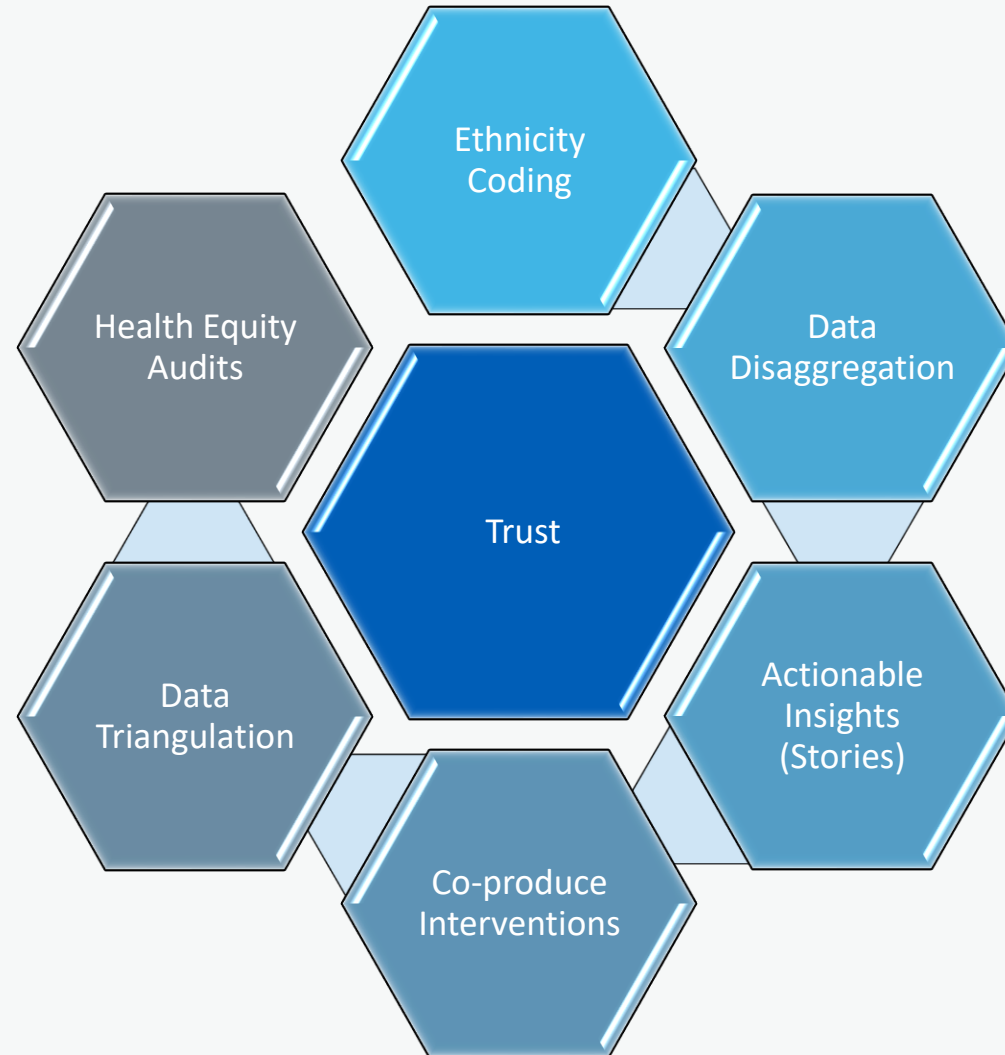 Ethnicity
Coding
Data
Disaggregation
Actionable
Insights
(Stories)
Co-produce
Interventions
Data
Triangulation
Health Equity
Audits
Trust